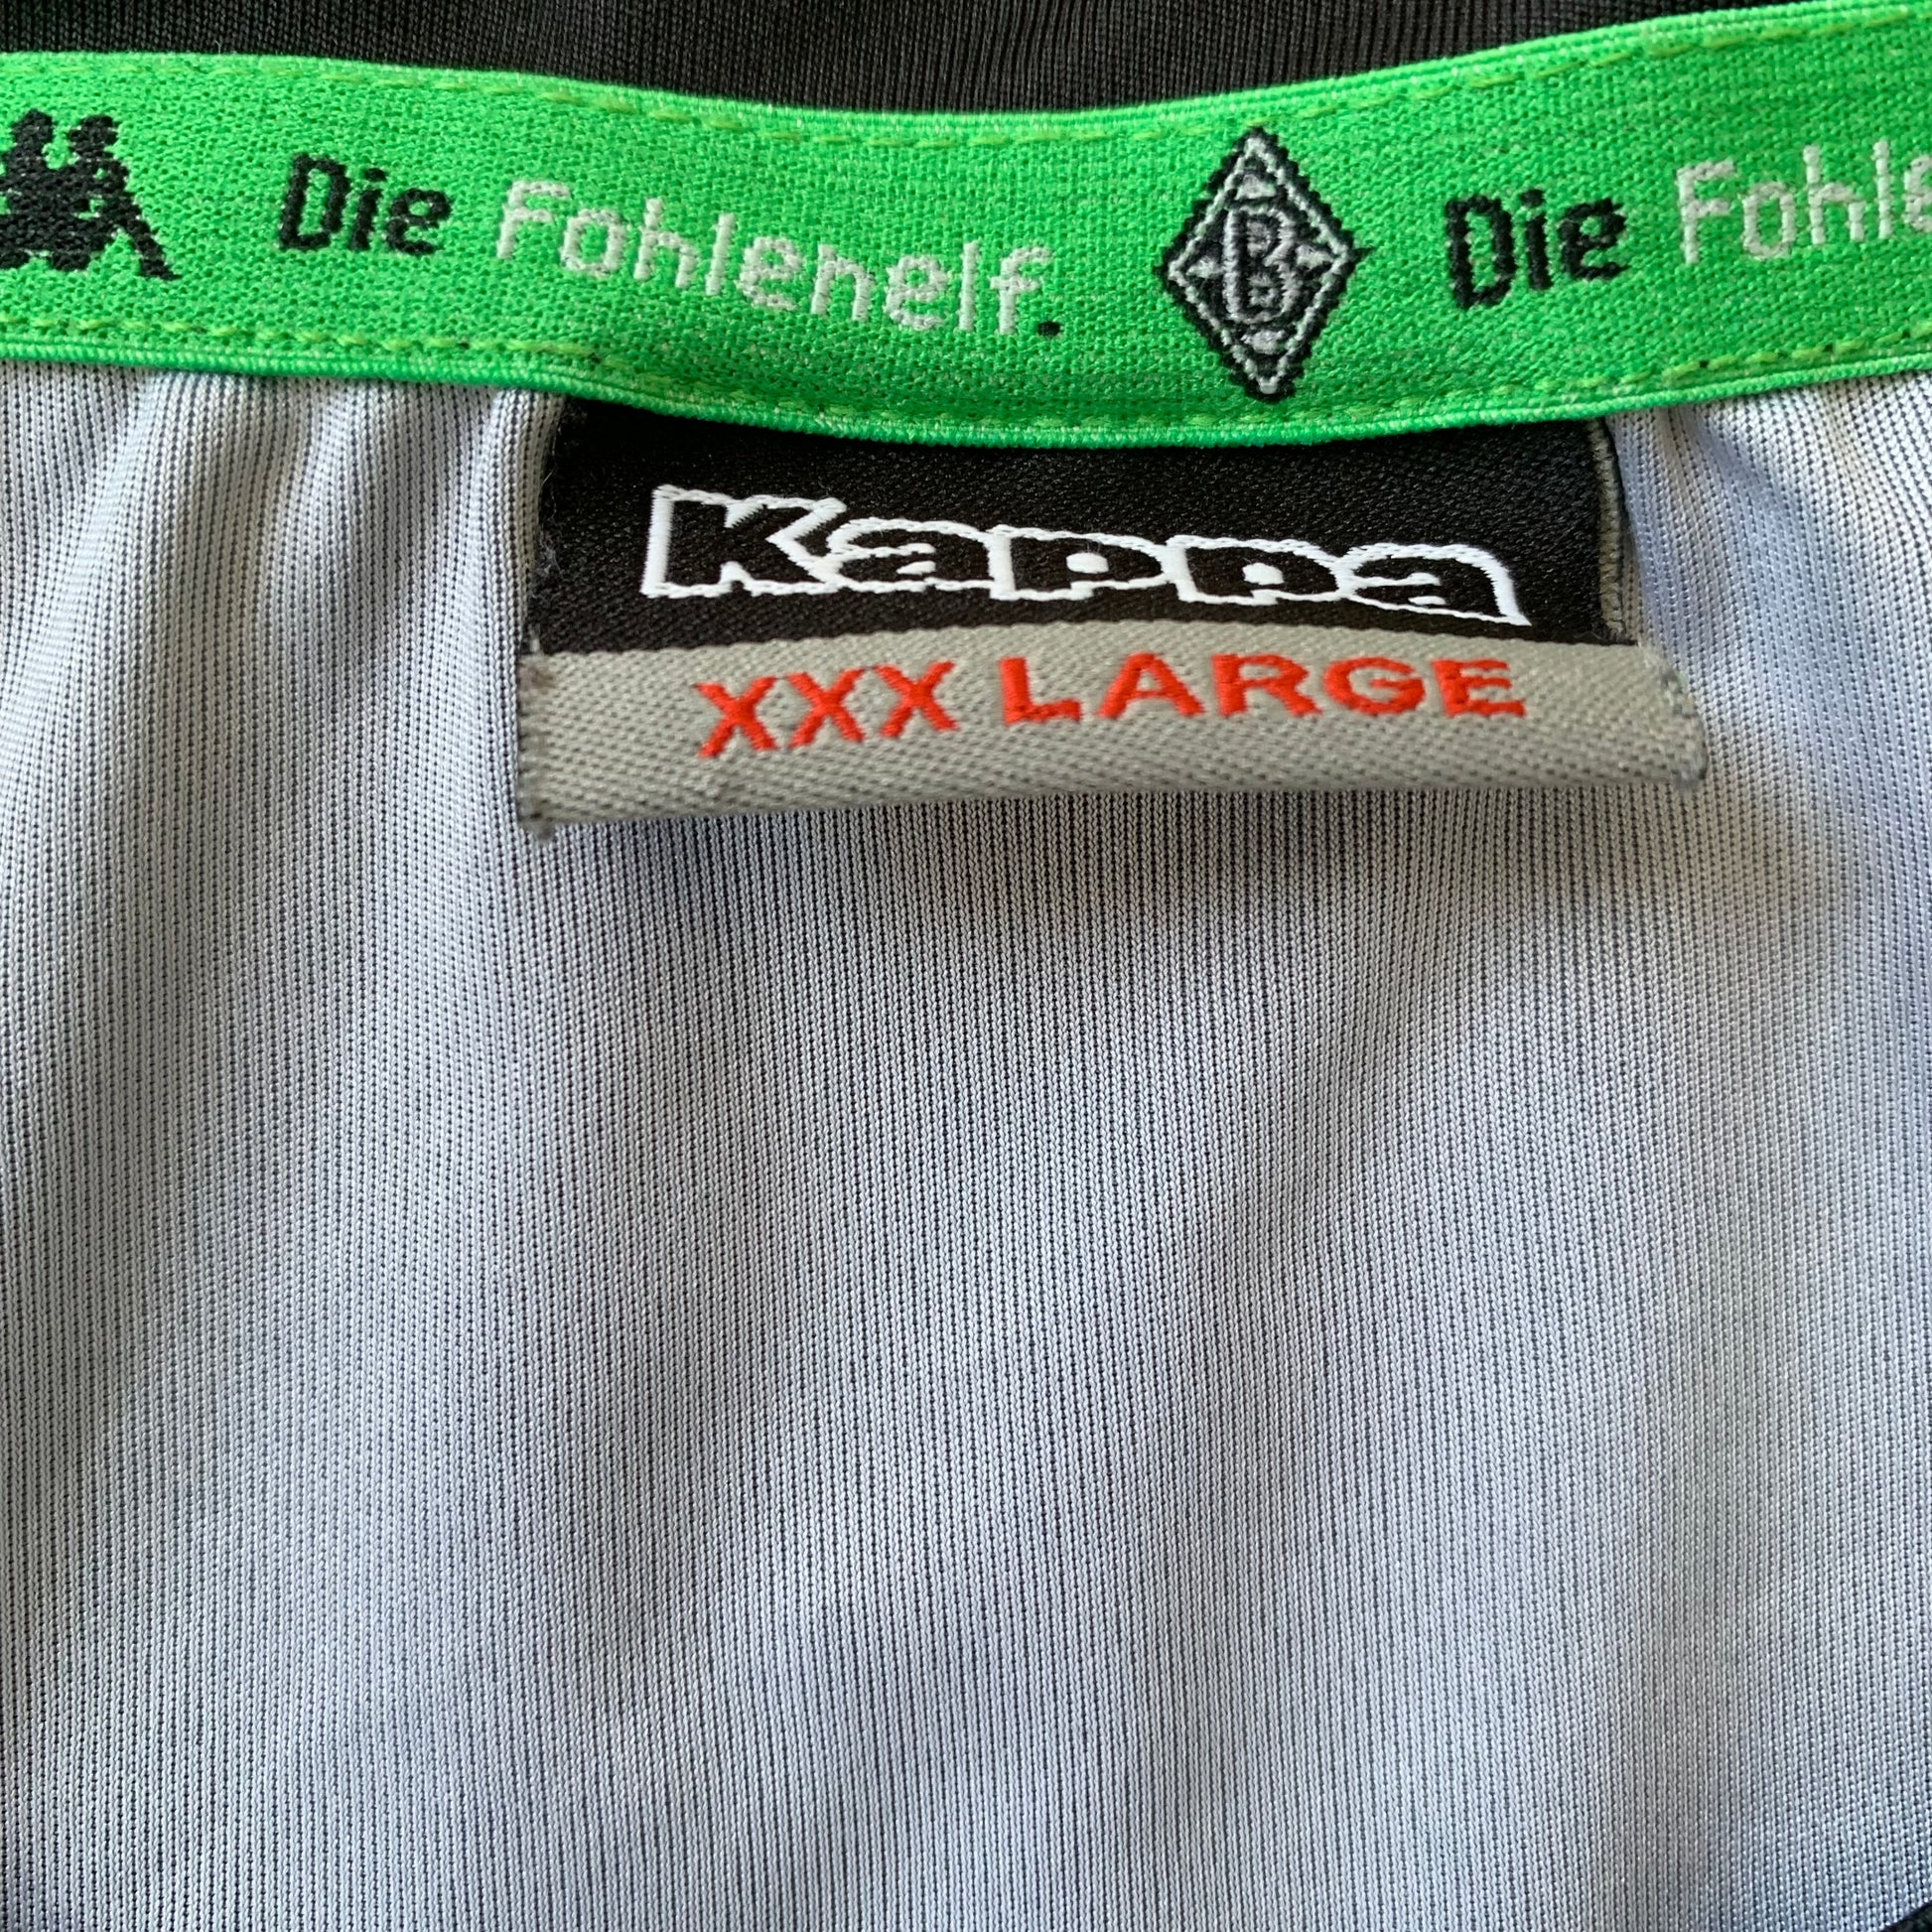 Die Fohlenelf. B Die Fohle
Kappa
XXX LARGE